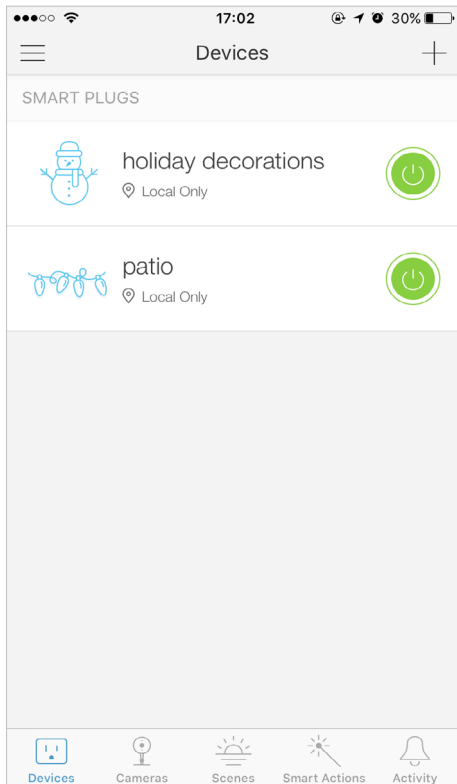 17:02
30%
Devices
SMART PLUGS
holiday decorations
Local Only
patio
Local Only
Devices
Cameras
Scenes
Smart Actions
Activity